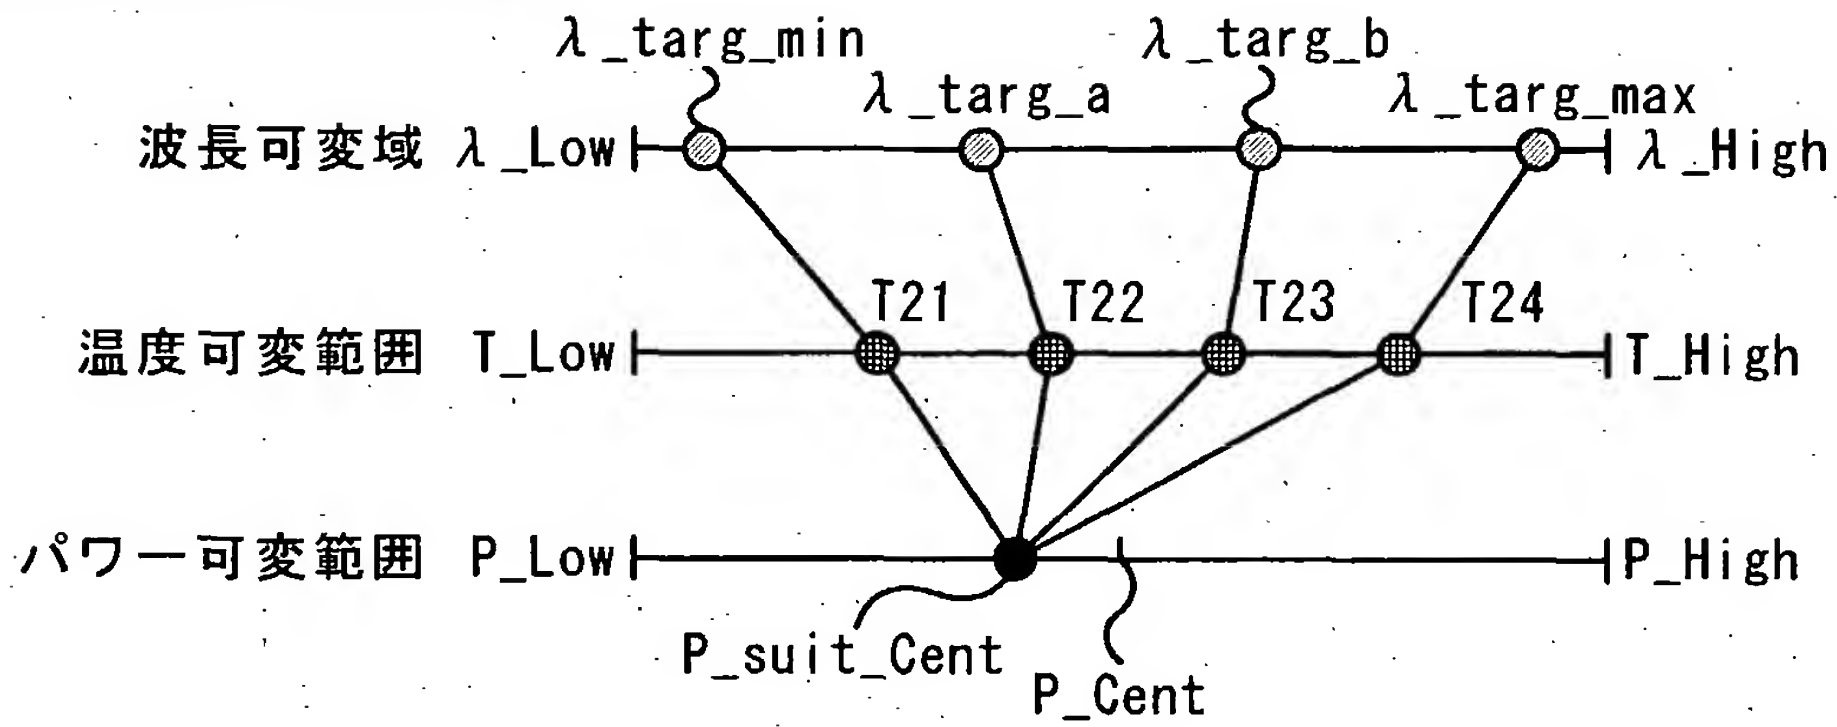 λ_targ_min
λ_targ_b
λ_targ_a
λ_targ_max
波長可変域 λ_Low
λ_High
T21
T22
T23
T24
温度可変範囲 T_Low
T_High
パワー可変範囲 P_Low
P_High
P_suit_Cent
P_Cent